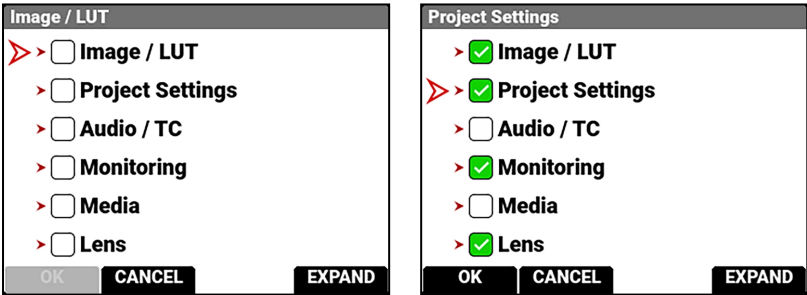 Image / LUT
Image / LUT
Project Settings
Audio / TC
Monitoring
Media
Lens
OK CANCEL EXPAND
Project Settings
Image / LUT
Project Settings
Audio / TC
Monitoring
Media
Lens
OK CANCEL EXPAND